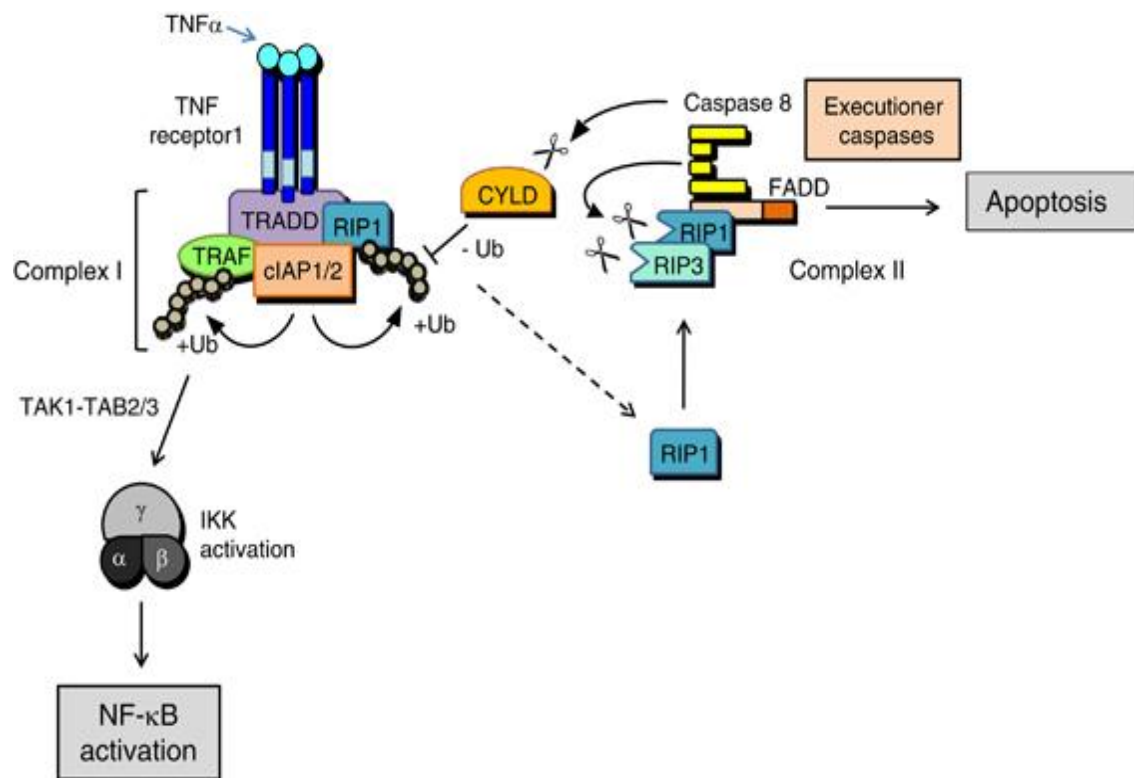 TNFα
TNF
receptor1
Caspase 8
Executioner
caspases
CYLD
FADD
Apoptosis
TRADD
RIP1
RIP1
- Ub
Complex I
TRAF
cIAP1/2
RIP3
Complex II
+Ub
+Ub
TAK1-TAB2/3
RIP1
γ
IKK
activation
α
β
NF-κB
activation